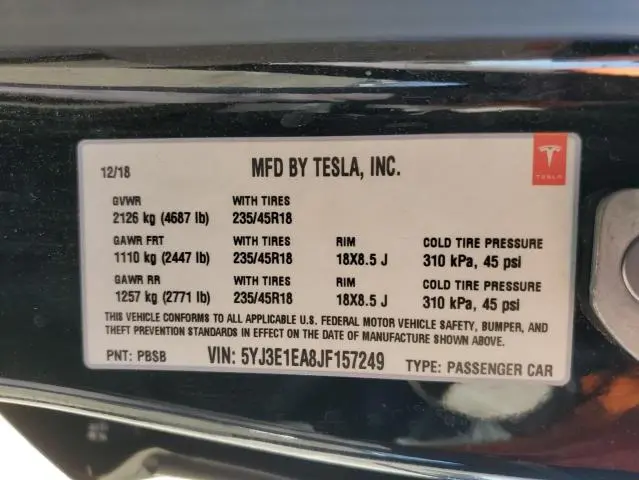 12/18 MFD BY TESLA, INC.
TESLA
GVWR WITH TIRES
2126 kg (4687 lb) 235/45R18
GAWR FRT WITH TIRES RIM COLD TIRE PRESSURE
1110 kg (2447 lb) 235/45R18 18X8.5 J 310 kPa, 45 psi
GAWR RR WITH TIRES RIM COLD TIRE PRESSURE
1257 kg (2771 lb) 235/45R18 18X8.5 J 310 kPa, 45 psi
THIS VEHICLE CONFORMS TO ALL APPLICABLE U.S. FEDERAL MOTOR VEHICLE SAFETY, BUMPER, AND
THEFT PREVENTION STANDARDS IN EFFECT ON THE DATE OF MANUFACTURE SHOWN ABOVE.
PNT: PBSB VIN: 5YJ3E1EA8JF157249 TYPE: PASSENGER CAR